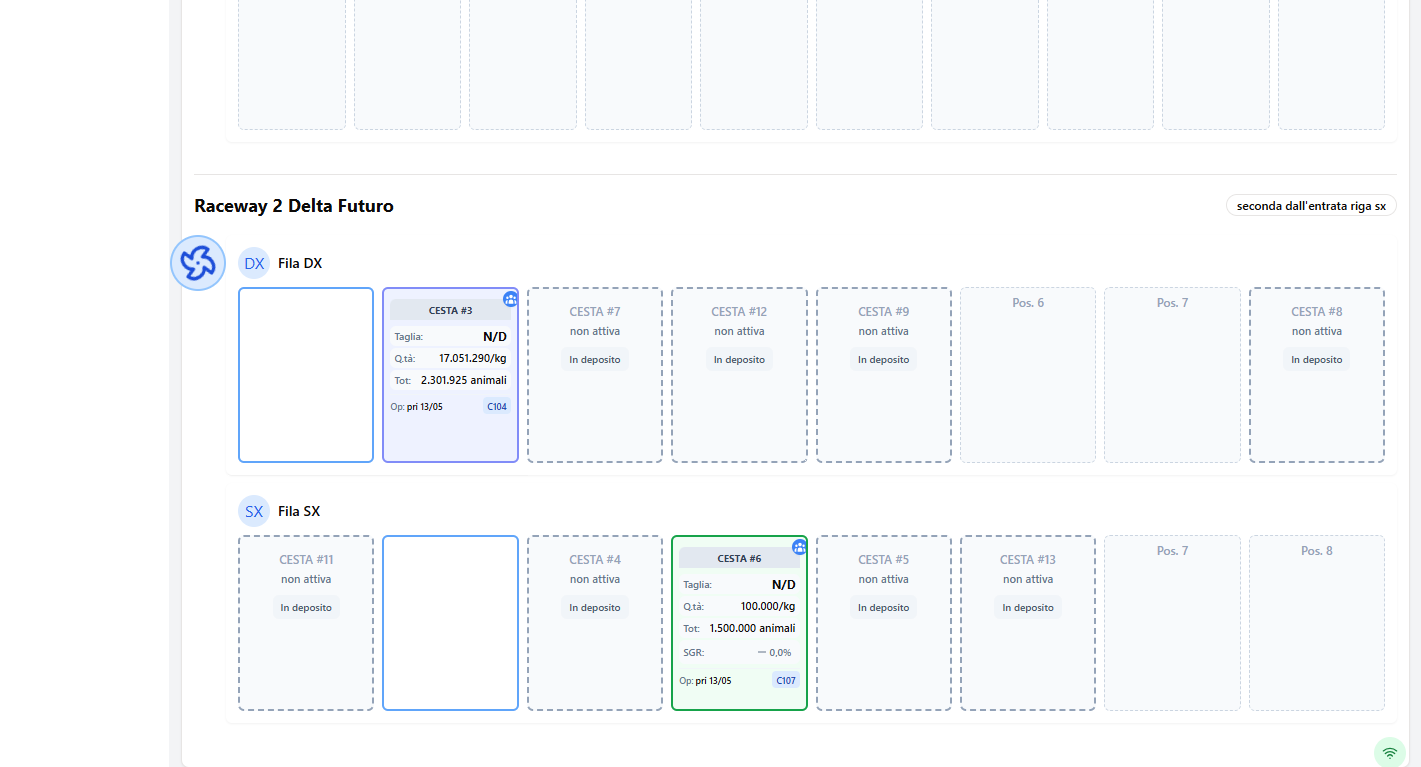 Raceway 2 Delta Futuro
seconda dall'entrata riga sx
DX Fila DX
CESTA #3
Taglia: N/D
Q.tà: 17.051.290/kg
Tot: 2.301.925 animali
Op: pri 13/05 C104
CESTA #7
non attiva
In deposito
CESTA #12
non attiva
In deposito
CESTA #9
non attiva
In deposito
Pos. 6
Pos. 7
CESTA #8
non attiva
In deposito
SX Fila SX
CESTA #11
non attiva
In deposito
CESTA #4
non attiva
In deposito
CESTA #6
Taglia: N/D
Q.tà: 100.000/kg
Tot: 1.500.000 animali
SGR: — 0,0%
Op: pri 13/05 C107
CESTA #5
non attiva
In deposito
CESTA #13
non attiva
In deposito
Pos. 7
Pos. 8